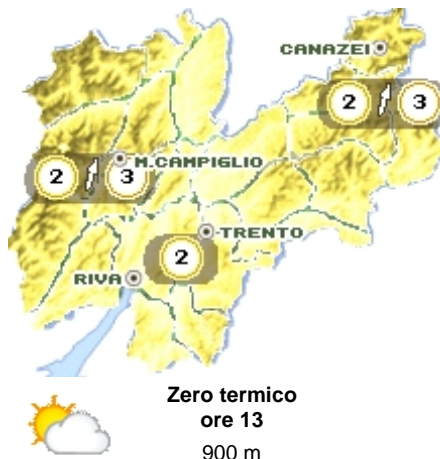 CANAZEI
2 3
M.CAMPIGLIO
2 3
TRENTO
2
RIVA
Zero termico
ore 13
900 m